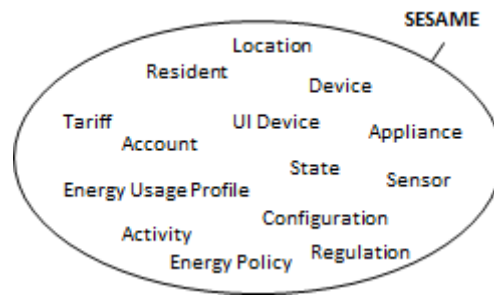 SESAME
Location
Resident
Device
Tariff
UI Device
Appliance
Account
State
Sensor
Energy Usage Profile
Configuration
Activity
Regulation
Energy Policy